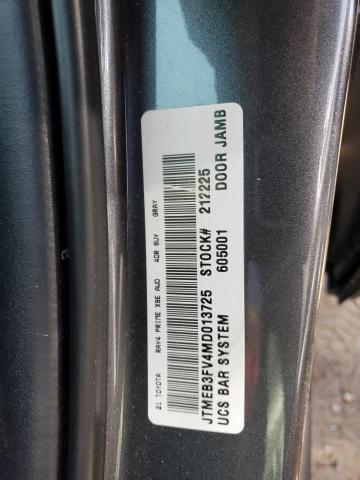 21 TOYOTA RAV4 PRIME XSE AWD 4DR SUV GRAY
JTMEB3FV4MD013725 STOCK# 212225
UCS BAR SYSTEM 605001 DOOR JAMB